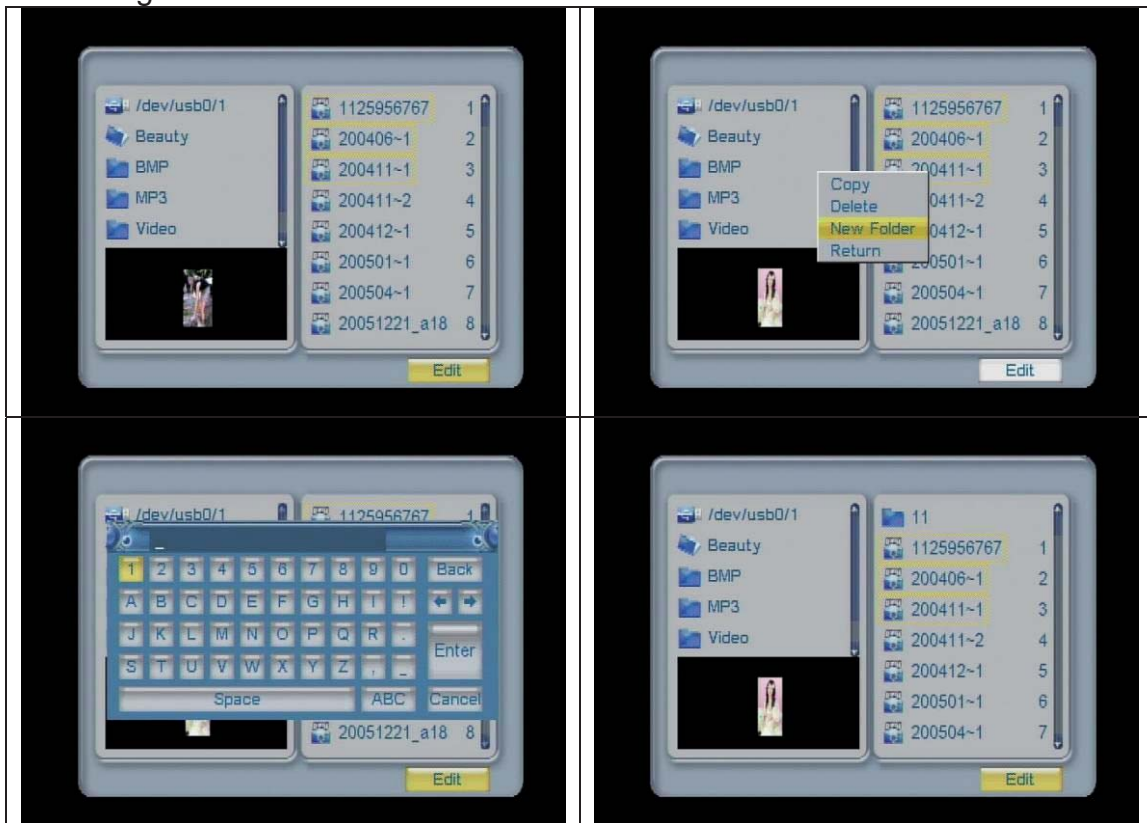 /dev/usb0/1
Beauty
BMP
MP3
Video
1125956767 1
200406~1 2
200411~1 3
200411~2 4
200412~1 5
200501~1 6
200504~1 7
20051221_a18 8
Edit
/dev/usb0/1
Beauty
BMP
MP3
Video
1125956767 1
200406~1 2
200411~1 3
0411~2 4
0412~1 5
00501~1 6
200504~1 7
20051221_a18 8
Copy
Delete
New Folder
Return
Edit
/dev/usb0/1
1125956767 1
_
1 2 3 4 5 6 7 8 9 0 Back
A B C D E F G H I !
J K L M N O P Q R .
Enter
S T U V W X Y Z , _
Space ABC Cancel
20051221_a18 8
Edit
/dev/usb0/1
Beauty
BMP
MP3
Video
11
1125956767 1
200406~1 2
200411~1 3
200411~2 4
200412~1 5
200501~1 6
200504~1 7
Edit